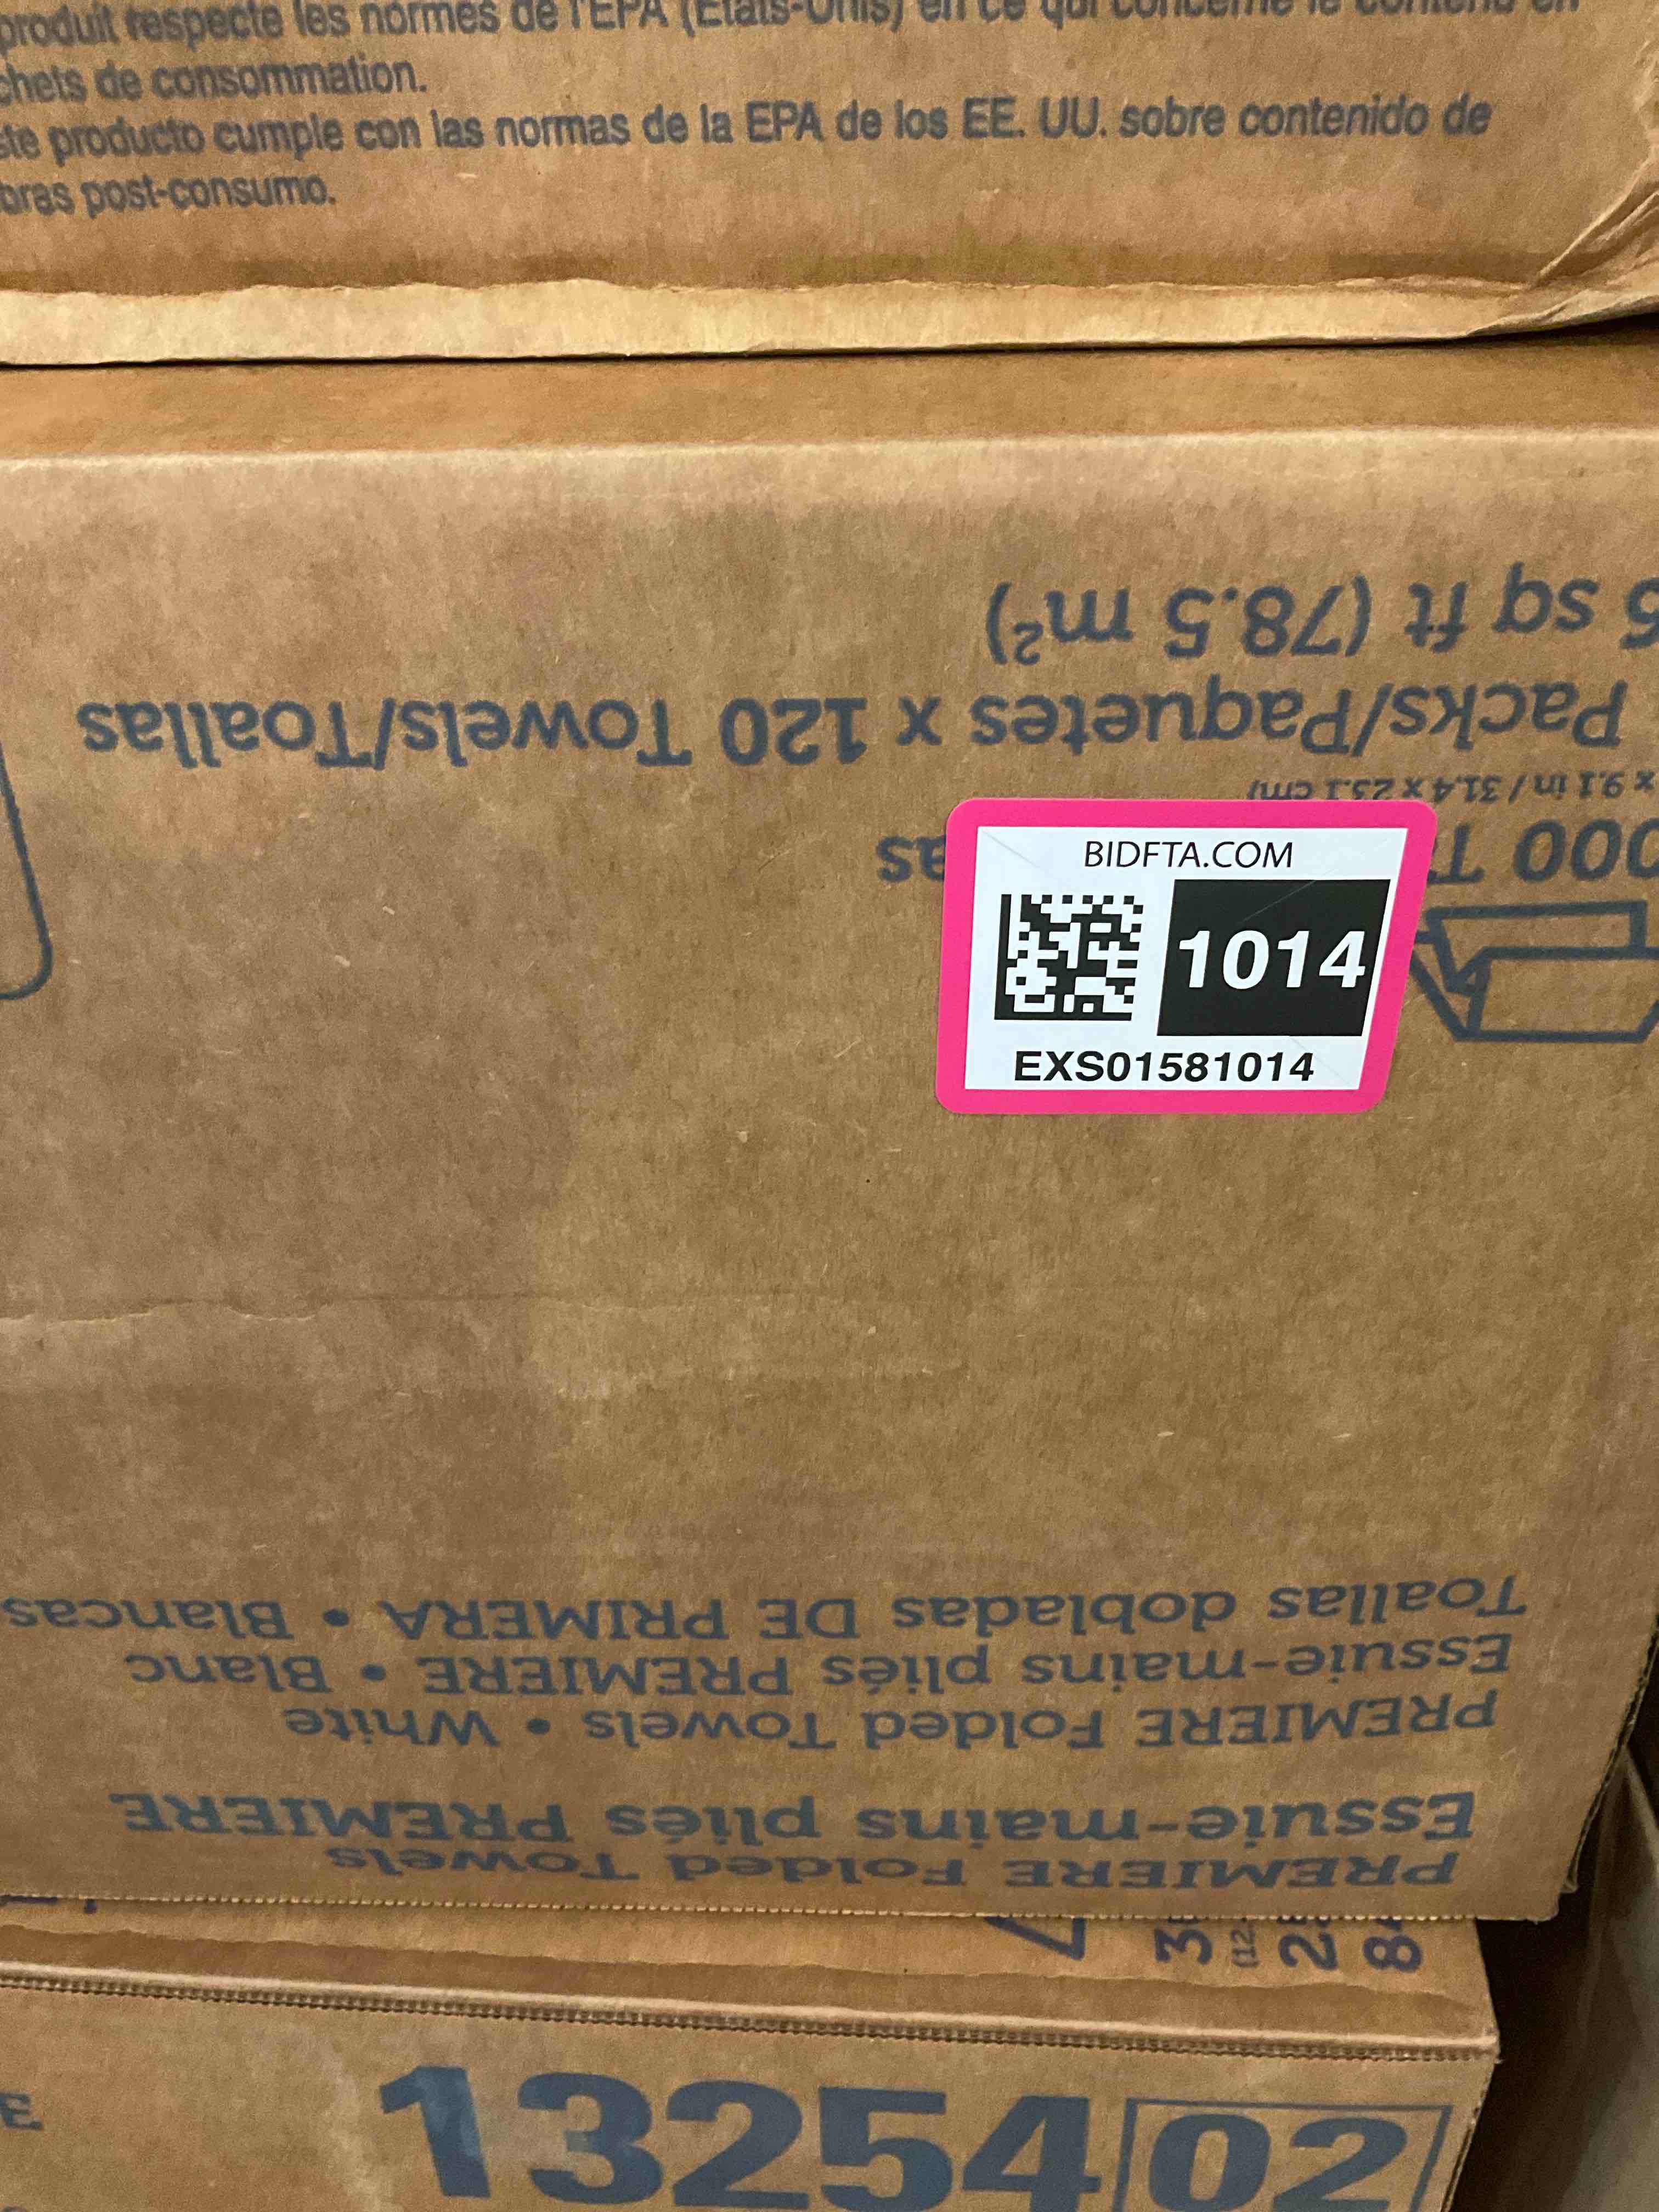 produit respecte les normes de l'EPA (États-Unis) en ce qui concerne le contenu en
chets de consommation.
ste producto cumple con las normas de la EPA de los EE. UU. sobre contenido de
bras post-consumo.
PREMIERE Folded Towels
Essuie-mains pliés PREMIERE
PREMIERE Folded Towels • White
Essuie-mains pliés PREMIERE • Blanc
Toallas dobladas DE PRIMERA • Blancas
000 T as
x 9.1 in / 31.4 x 23.1 cm)
Packs/Paquetes x 120 Towels/Toallas
5 sq ft (78.5 m²)
BIDFTA.COM
1014
EXS01581014
13254 02